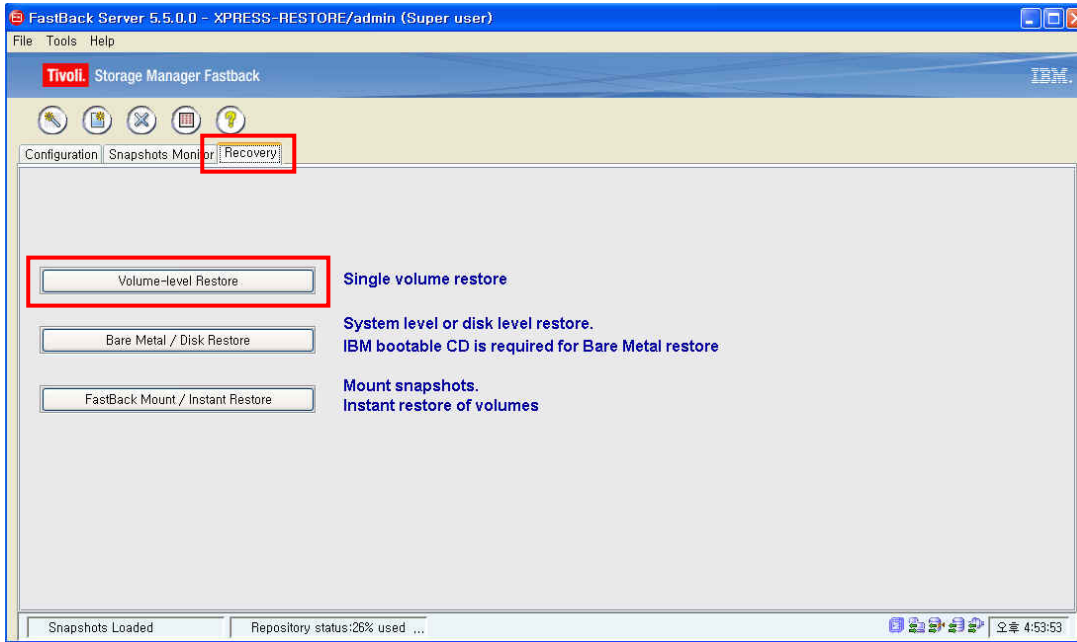 FastBack Server 5.5.0.0 - XPRESS-RESTORE/admin (Super user)
File Tools Help
Tivoli. Storage Manager Fastback
IBM.
Configuration Snapshots Monitor Recovery
Volume-level Restore
Single volume restore
Bare Metal / Disk Restore
System level or disk level restore.
IBM bootable CD is required for Bare Metal restore
FastBack Mount / Instant Restore
Mount snapshots.
Instant restore of volumes
Snapshots Loaded
Repository status:26% used ...
오후 4:53:53